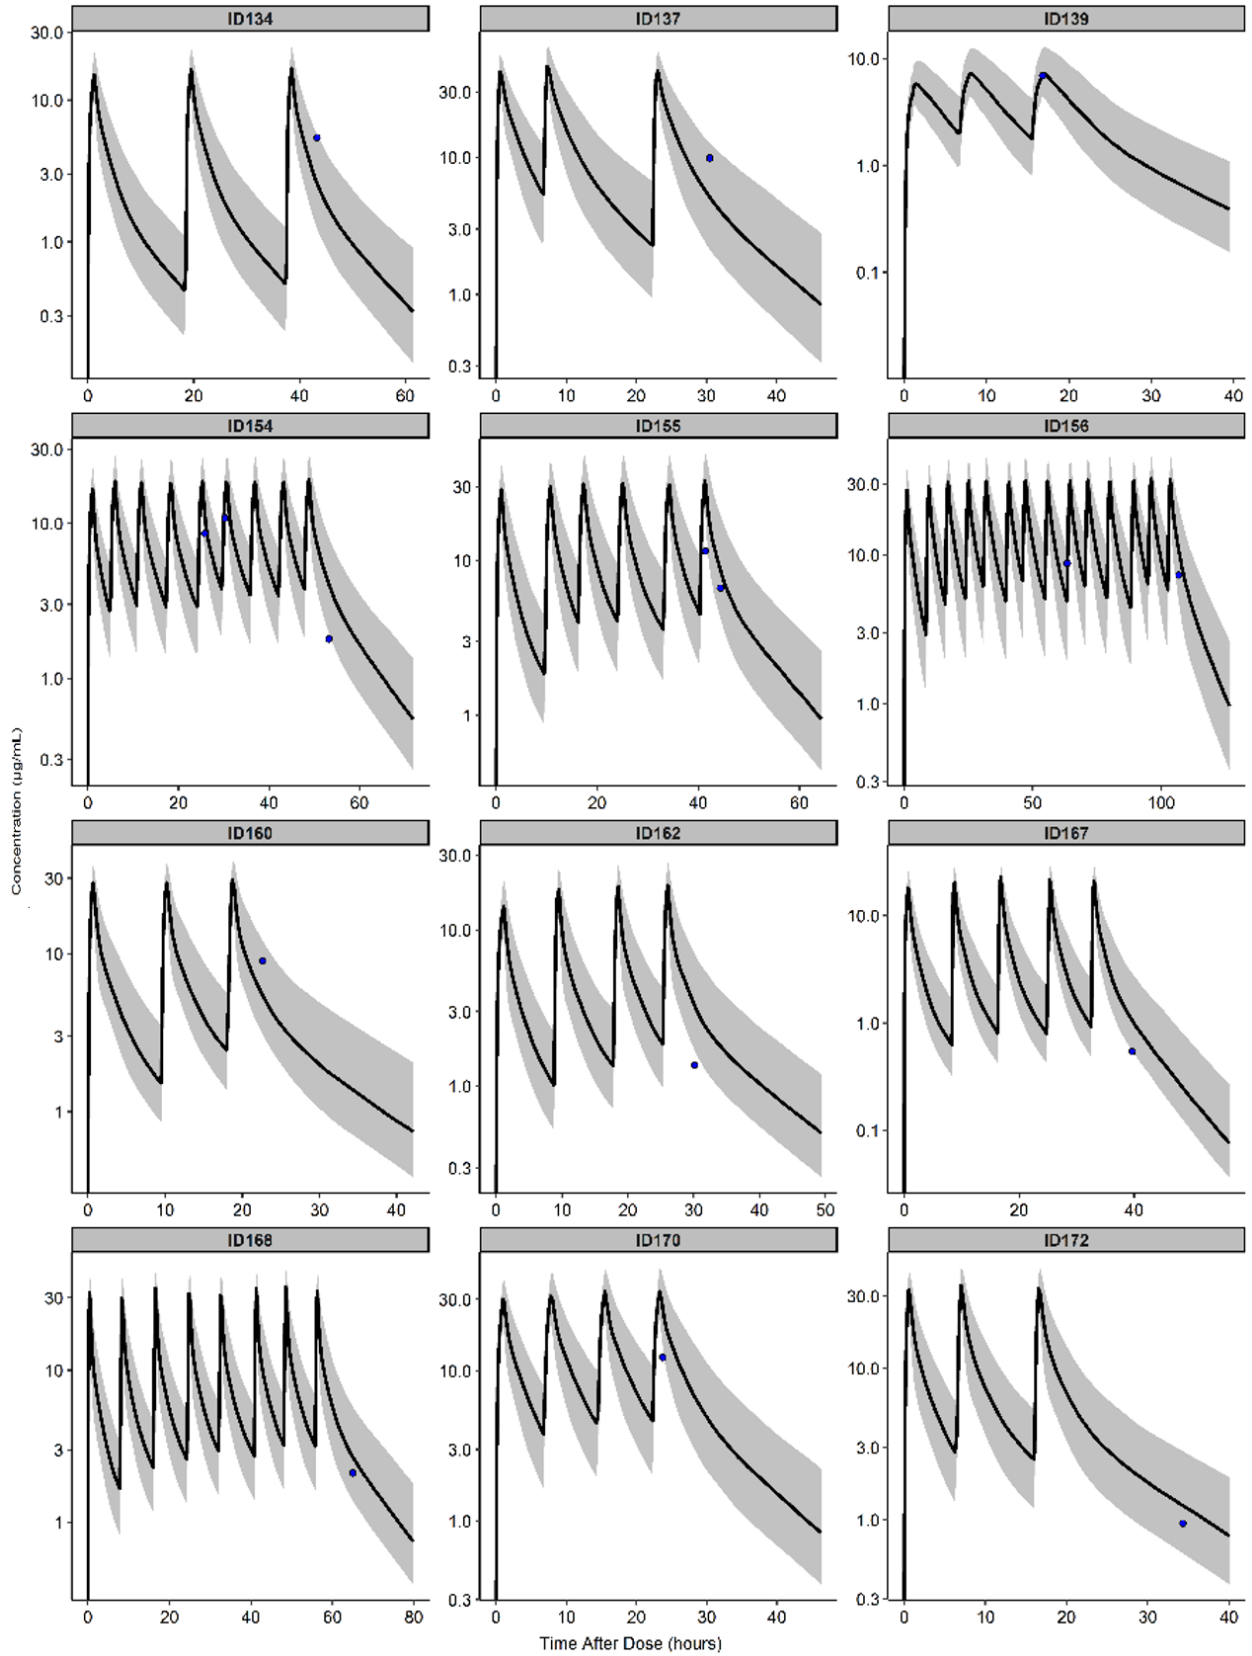 ID134 ID137 ID139
30.0
10.0
3.0
1.0
0.3
0 20 40 60
30.0
10.0
3.0
1.0
0.3
0 10 20 30 40
10.0
1.0
0.1
0 10 20 30 40
ID154 ID155 ID156
30.0
10.0
3.0
1.0
0.3
0 20 40 60
30
10
3
1
0 20 40 60
30.0
10.0
3.0
1.0
0.3
0 50 100
Concentration (µg/mL)
ID160 ID162 ID167
30
10
3
1
0 10 20 30 40
30.0
10.0
3.0
1.0
0.3
0 10 20 30 40 50
10.0
1.0
0.1
0 20 40
ID168 ID170 ID172
30
10
3
1
0 20 40 60 80
30.0
10.0
3.0
1.0
0.3
0 10 20 30 40
30.0
10.0
3.0
1.0
0.3
0 10 20 30 40
Time After Dose (hours)